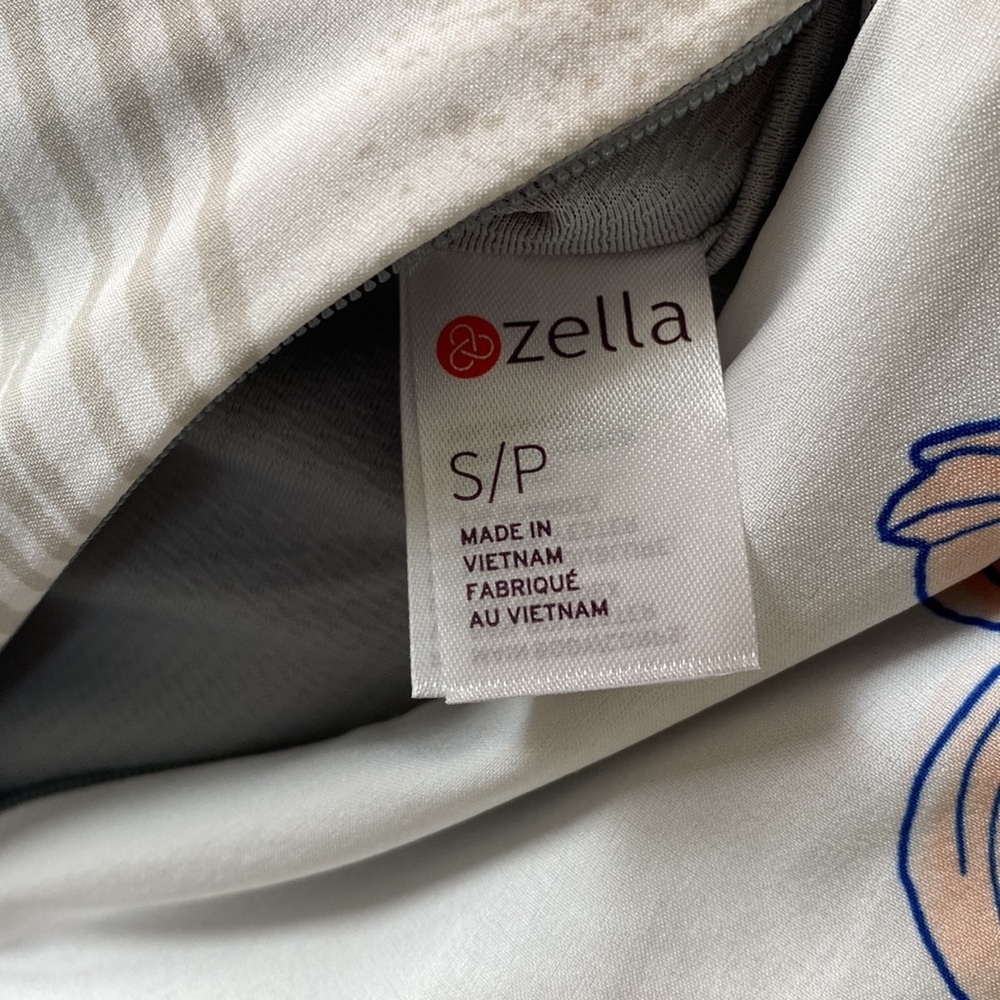 zella
S/P
MADE IN
VIETNAM
FABRIQUÉ
AU VIETNAM